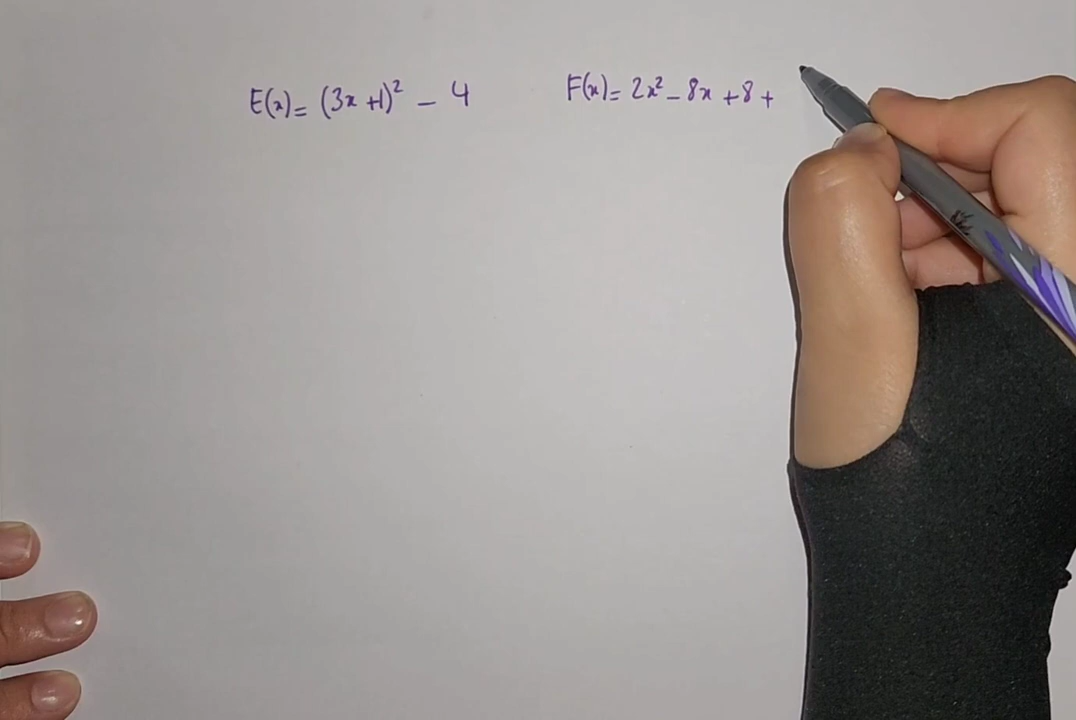 E(x)= (3x +1)² - 4 F(x)= 2x² - 8x + 8 +